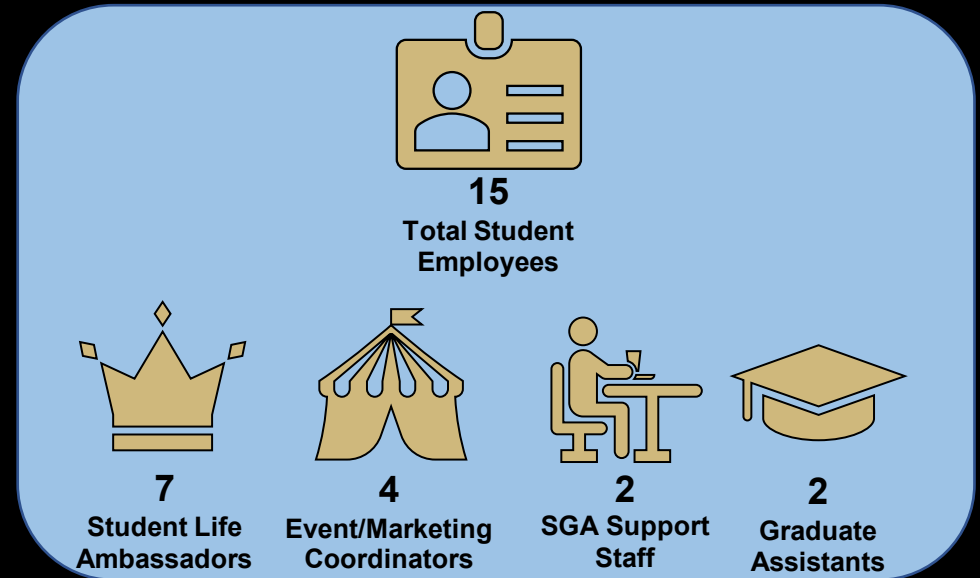 15
Total Student
Employees
7
Student Life
Ambassadors
4
Event/Marketing
Coordinators
2
SGA Support
Staff
2
Graduate
Assistants